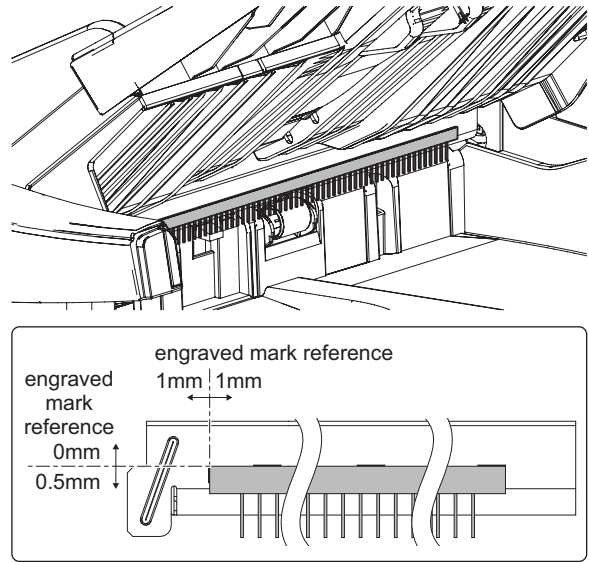 engraved mark reference
1mm 1mm
engraved
mark
reference
0mm
0.5mm